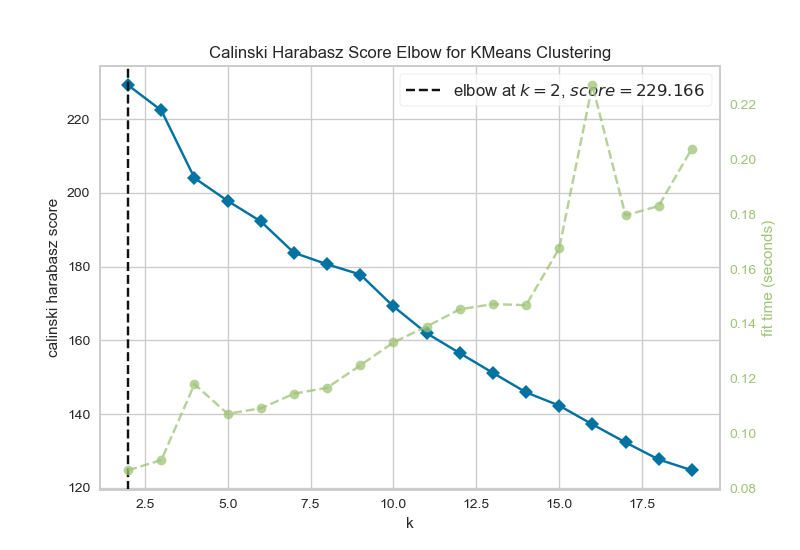 Calinski Harabasz Score Elbow for KMeans Clustering
elbow at k = 2, score = 229.166
calinski harabasz score
220
200
180
160
140
120
0.22
0.20
0.18
0.16
0.14
0.12
0.10
0.08
fit time (seconds)
2.5 5.0 7.5 10.0 12.5 15.0 17.5
k